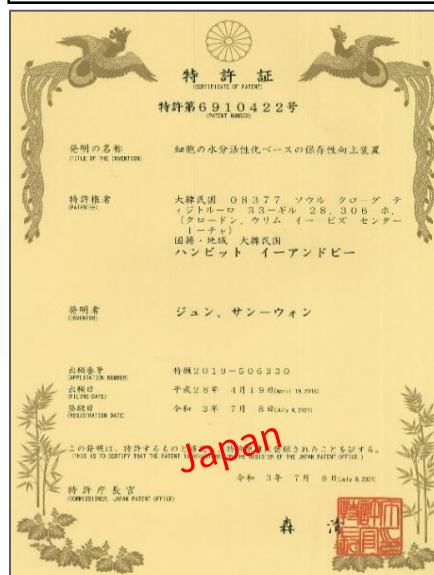 特許証
(CERTIFICATE OF PATENT)
特許第6910422号
(PATENT NUMBER)
発明の名称
(TITLE OF THE INVENTION)
細胞の水分活性化ベースの保存性向上装置
特許権者
(PATENTEE)
大韓民国 08377 ソウル クローグ デ
ィジトルーロ 33ーギル 28,306 ホ.
(クロードン、ウリム イービズ センター
1ーチャ)
国籍・地域 大韓民国
ハンビット イーアンドビー
発明者
(INVENTOR)
ジュン,サンーウォン
出願番号
(APPLICATION NUMBER)
特願2019-506330
出願日
(FILING DATE)
平成28年 4月19日(April 19,2016)
登録日
(REGISTRATION DATE)
令和 3年 7月 8日(July 8,2021)
この発明は、特許するものと
特許
登録されたことを証する。
(THIS IS TO CERTIFY THAT THE PATENT IS
THE REGISTER OF THE JAPAN PATENT OFFICE.)
Japan
令和 3年 7月 8日(July 8,2021)
特許庁長官
(COMMISSIONER, JAPAN PATENT OFFICE)
森 清